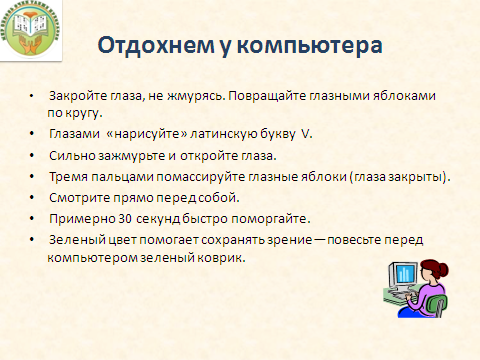 Отдохнем у компьютера
• Закройте глаза, не жмурясь. Повращайте глазными яблоками
по кругу.
• Глазами «нарисуйте» латинскую букву V.
• Сильно зажмурьте и откройте глаза.
• Тремя пальцами помассируйте глазные яблоки (глаза закрыты).
• Смотрите прямо перед собой.
• Примерно 30 секунд быстро поморгайте.
• Зеленый цвет помогает сохранять зрение—повесьте перед
компьютером зеленый коврик.